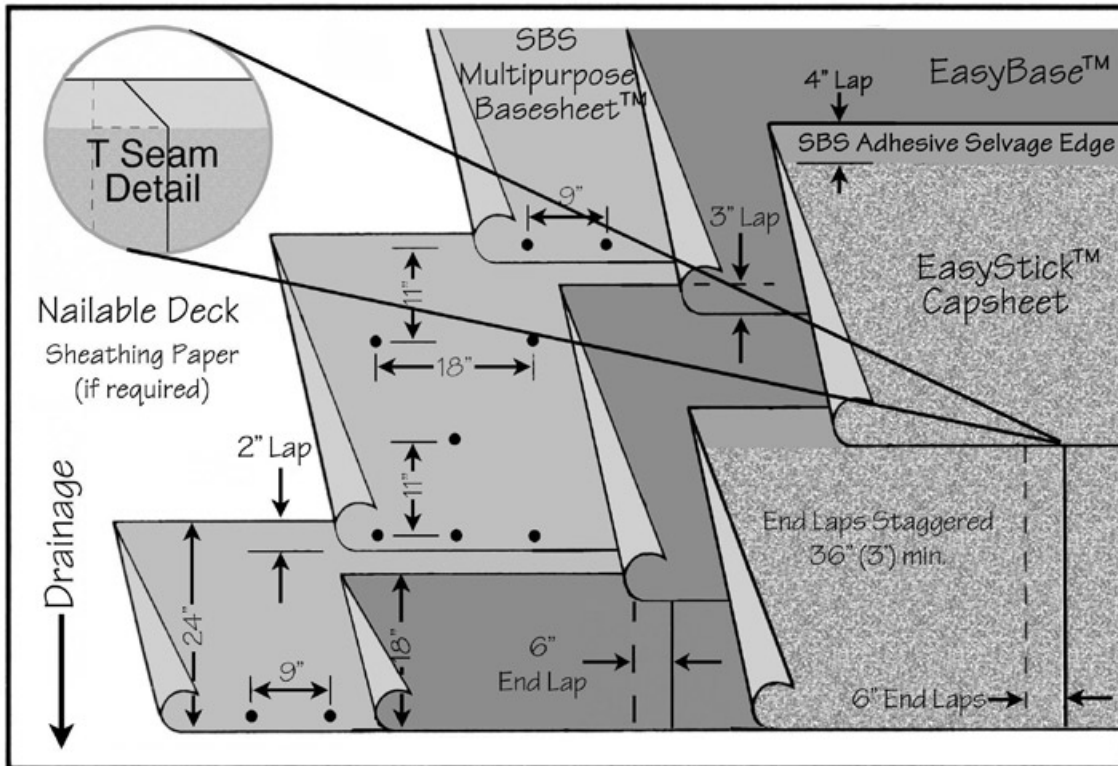 SBS
Multipurpose
Basesheet™
EasyBase™
4" Lap
SBS Adhesive Selvage Edge
T Seam
Detail
9"
3" Lap
EasyStick™
Capsheet
11"
Nailable Deck
Sheathing Paper
(if required)
18"
2" Lap
11"
End Laps Staggered
36" (3') min.
Drainage
24"
18"
6"
End Lap
9"
6" End Laps